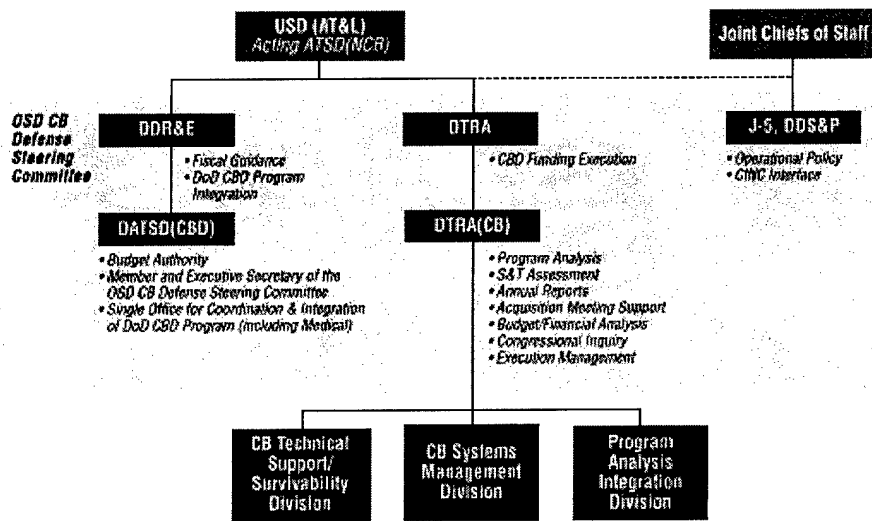 USD (AT&L)
Acting ATSD(NCB)
Joint Chiefs of Staff
OSD CB
Defense
Steering
Committee
DDR&E
• Fiscal Guidance
• DoD CBD Program
Integration
DATSD(CBD)
• Budget Authority
• Member and Executive Secretary of the
OSD CB Defense Steering Committee
• Single Office for Coordination & Integration
of DoD CBD Program (including Medical)
DTRA
• CBD Funding Execution
DTRA(CB)
• Program Analysis
• S&T Assessment
• Annual Reports
• Acquisition Meeting Support
• Budget/Financial Analysis
• Congressional Inquiry
• Execution Management
J-5, DDS&P
• Operational Policy
• CINC Interface
CB Technical
Support/
Survivability
Division
CB Systems
Management
Division
Program
Analysis
Integration
Division